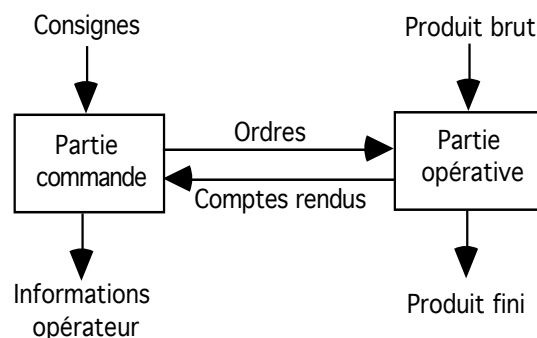 Consignes
Produit brut
Partie
commande
Ordres
Comptes rendus
Partie
opérative
Informations
opérateur
Produit fini